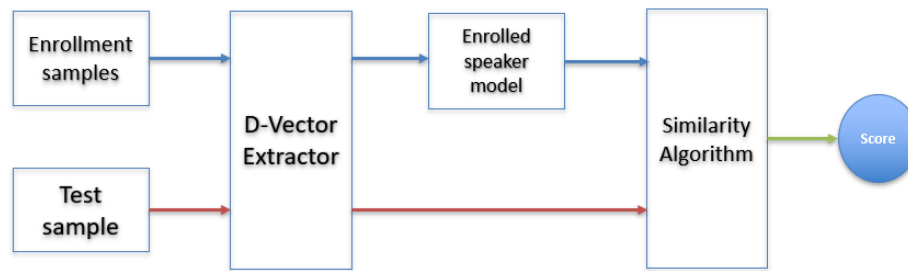 Enrollment
samples
D-Vector
Extractor
Enrolled
speaker
model
Similarity
Algorithm
Score
Test
sample